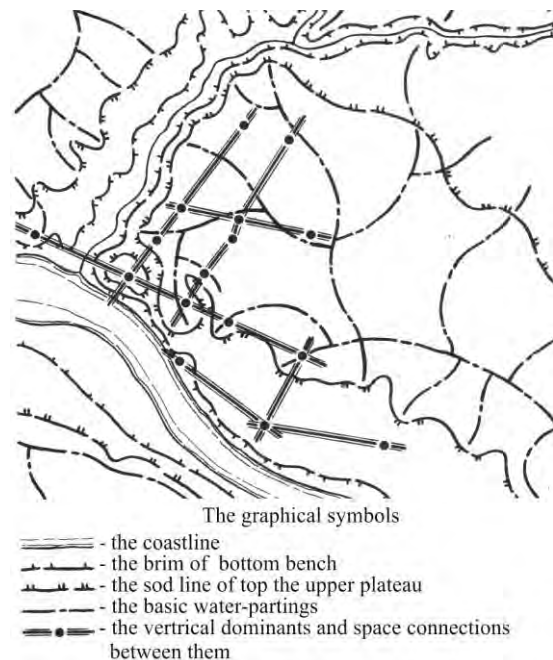 The graphical symbols
- the coastline
- the brim of bottom bench
- the sod line of top the upper plateau
- the basic water-partings
- the vertrical dominants and space connections
between them